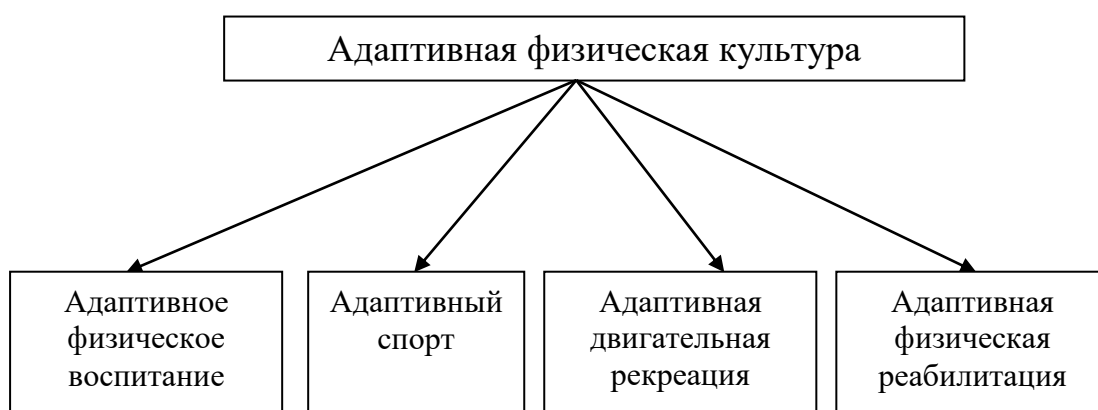 Адаптивная физическая культура
Адаптивное
физическое
воспитание
Адаптивный
спорт
Адаптивная
двигательная
рекреация
Адаптивная
физическая
реабилитация